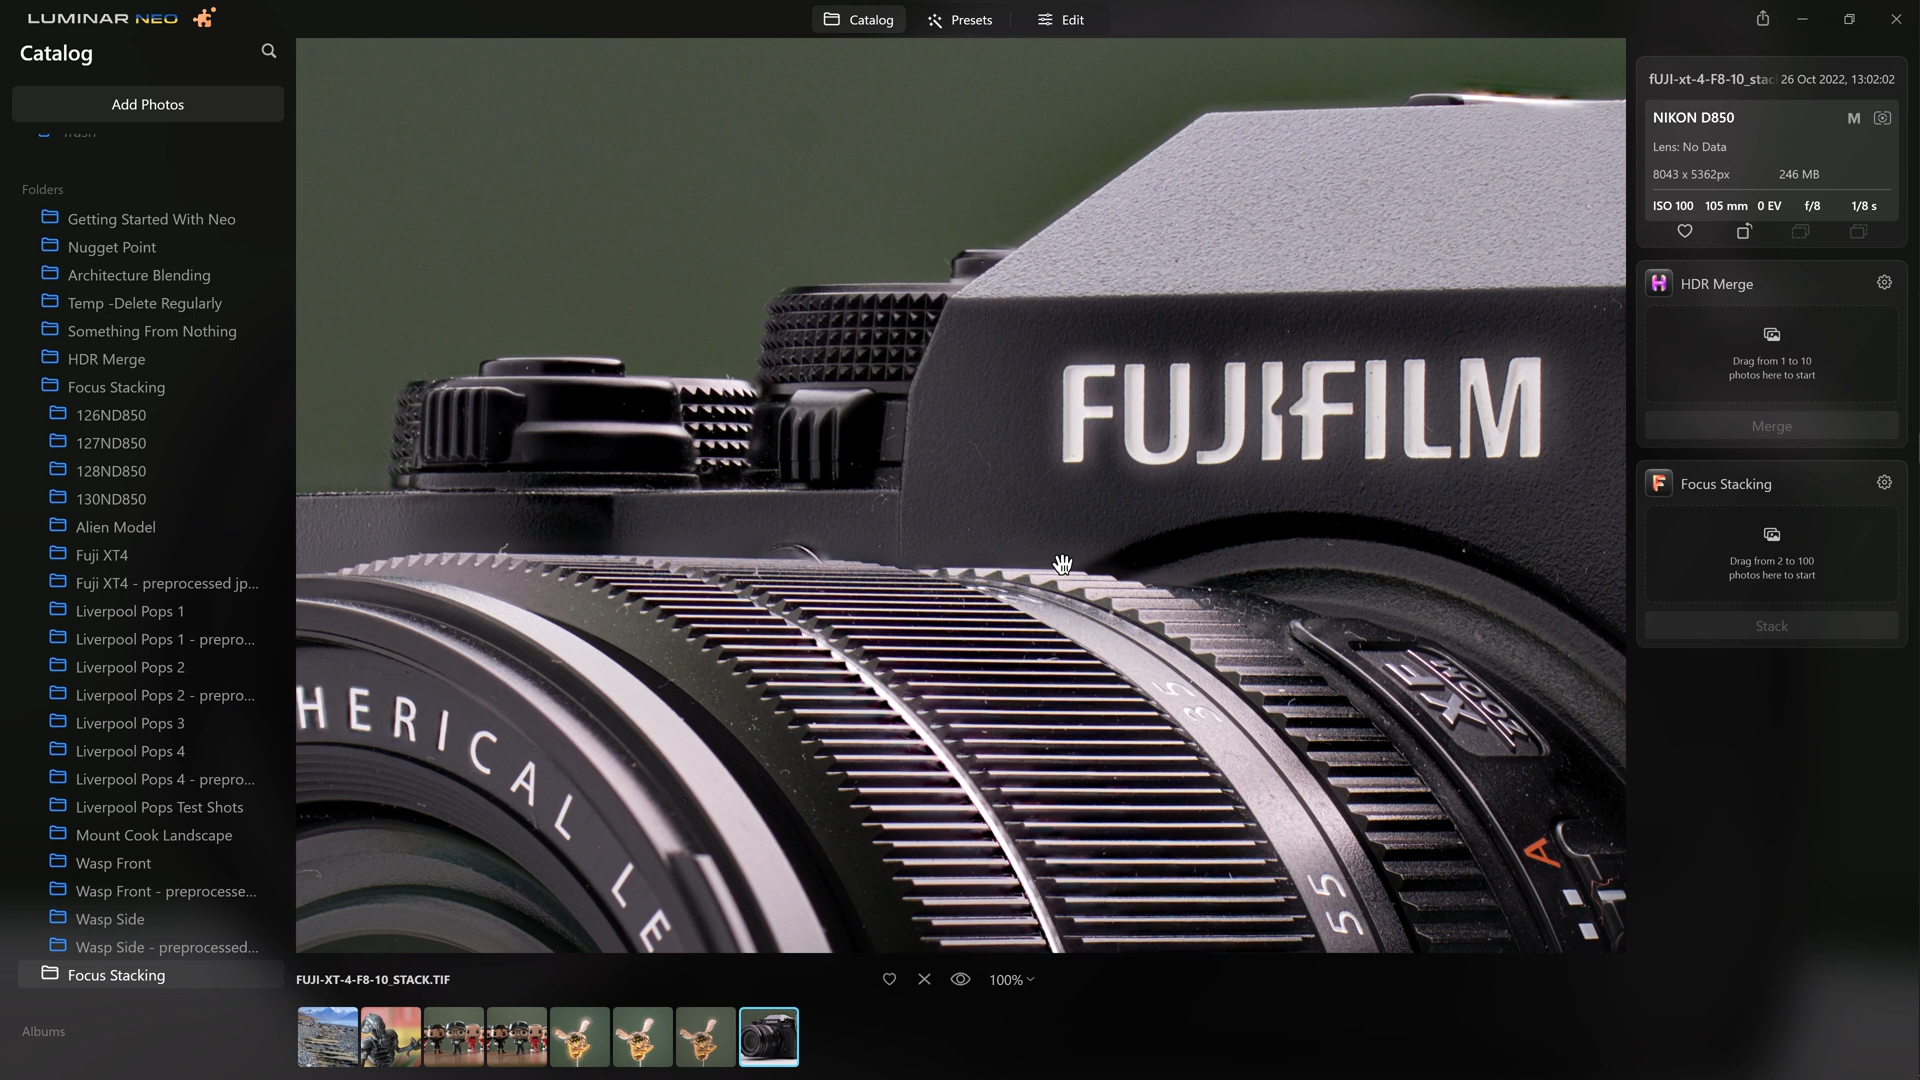 LUMINAR NEO
Catalog
Presets
Edit
Catalog
Add Photos
Trash
Folders
Getting Started With Neo
Nugget Point
Architecture Blending
Temp -Delete Regularly
Something From Nothing
HDR Merge
Focus Stacking
126ND850
127ND850
128ND850
130ND850
Alien Model
Fuji XT4
Fuji XT4 - preprocessed jp...
Liverpool Pops 1
Liverpool Pops 1 - prepro...
Liverpool Pops 2
Liverpool Pops 2 - prepro...
Liverpool Pops 3
Liverpool Pops 4
Liverpool Pops 4 - prepro...
Liverpool Pops Test Shots
Mount Cook Landscape
Wasp Front
Wasp Front - preprocesse...
Wasp Side
Wasp Side - preprocessed...
Focus Stacking
Albums
FUJIFILM
HERICAL LE
35
55
XF
ZOOM
A
FUJI-XT-4-F8-10_STACK.TIF
100%
fUJI-xt-4-F8-10_stac 26 Oct 2022, 13:02:02
NIKON D850 M
Lens: No Data
8043 x 5362px 246 MB
ISO 100 105 mm 0 EV f/8 1/8 s
HDR Merge
Drag from 1 to 10
photos here to start
Merge
Focus Stacking
Drag from 2 to 100
photos here to start
Stack